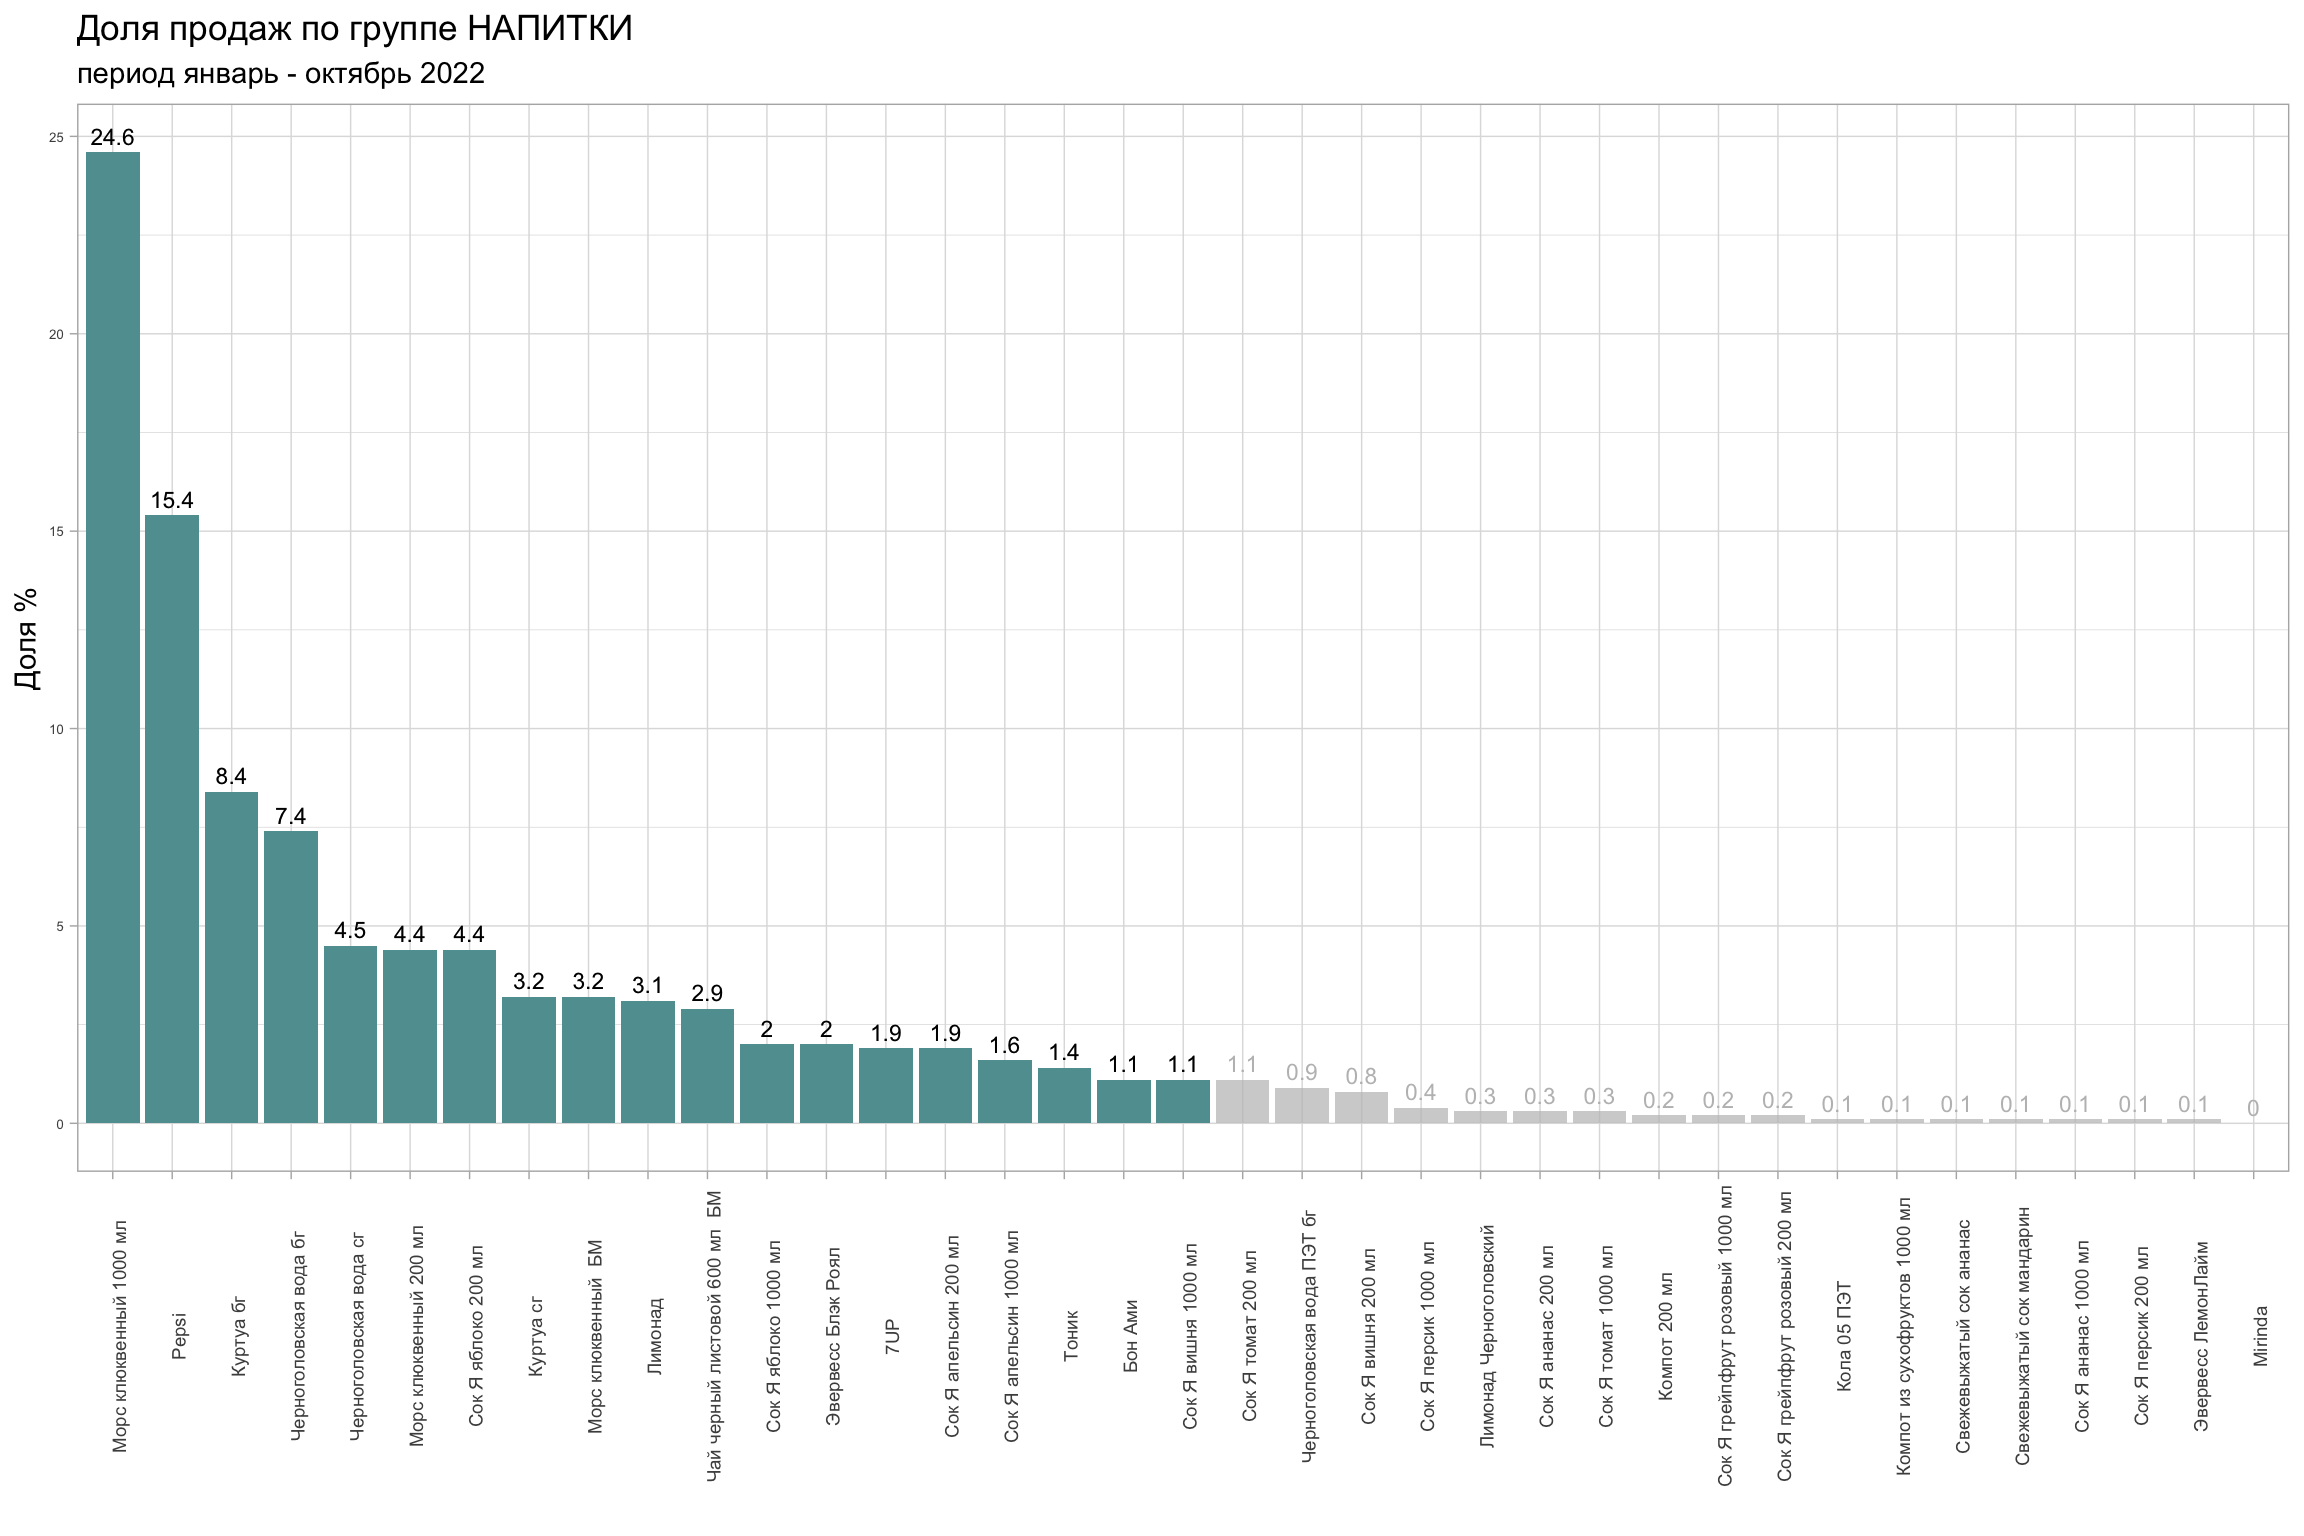 Доля продаж по группе НАПИТКИ
период январь - октябрь 2022
Доля %
25
20
15
10
5
0
24.6
15.4
8.4
7.4
4.5
4.4
4.4
3.2
3.2
3.1
2.9
2
2
1.9
1.9
1.6
1.4
1.1
1.1
1.1
0.9
0.8
0.4
0.3
0.3
0.3
0.2
0.2
0.2
0.1
0.1
0.1
0.1
0.1
0.1
0.1
0
Морс клюквенный 1000 мл
Pepsi
Куртуа бг
Черноголовская вода бг
Черноголовская вода сг
Морс клюквенный 200 мл
Сок Я яблоко 200 мл
Куртуа сг
Морс клюквенный  БМ
Лимонад
Чай черный листовой 600 мл  БМ
Сок Я яблоко 1000 мл
Эвервесс Блэк Роял
7UP
Сок Я апельсин 200 мл
Сок Я апельсин 1000 мл
Тоник
Бон Ами
Сок Я вишня 1000 мл
Сок Я томат 200 мл
Черноголовская вода ПЭТ бг
Сок Я вишня 200 мл
Сок Я персик 1000 мл
Лимонад Черноголовский
Сок Я ананас 200 мл
Сок Я томат 1000 мл
Компот 200 мл
Сок Я грейпфрут розовый 1000 мл
Сок Я грейпфрут розовый 200 мл
Кола 05 ПЭТ
Компот из сухофруктов 1000 мл
Свежевыжатый сок ананас
Свежевыжатый сок мандарин
Сок Я ананас 1000 мл
Сок Я персик 200 мл
Эвервесс ЛемонЛайм
Mirinda